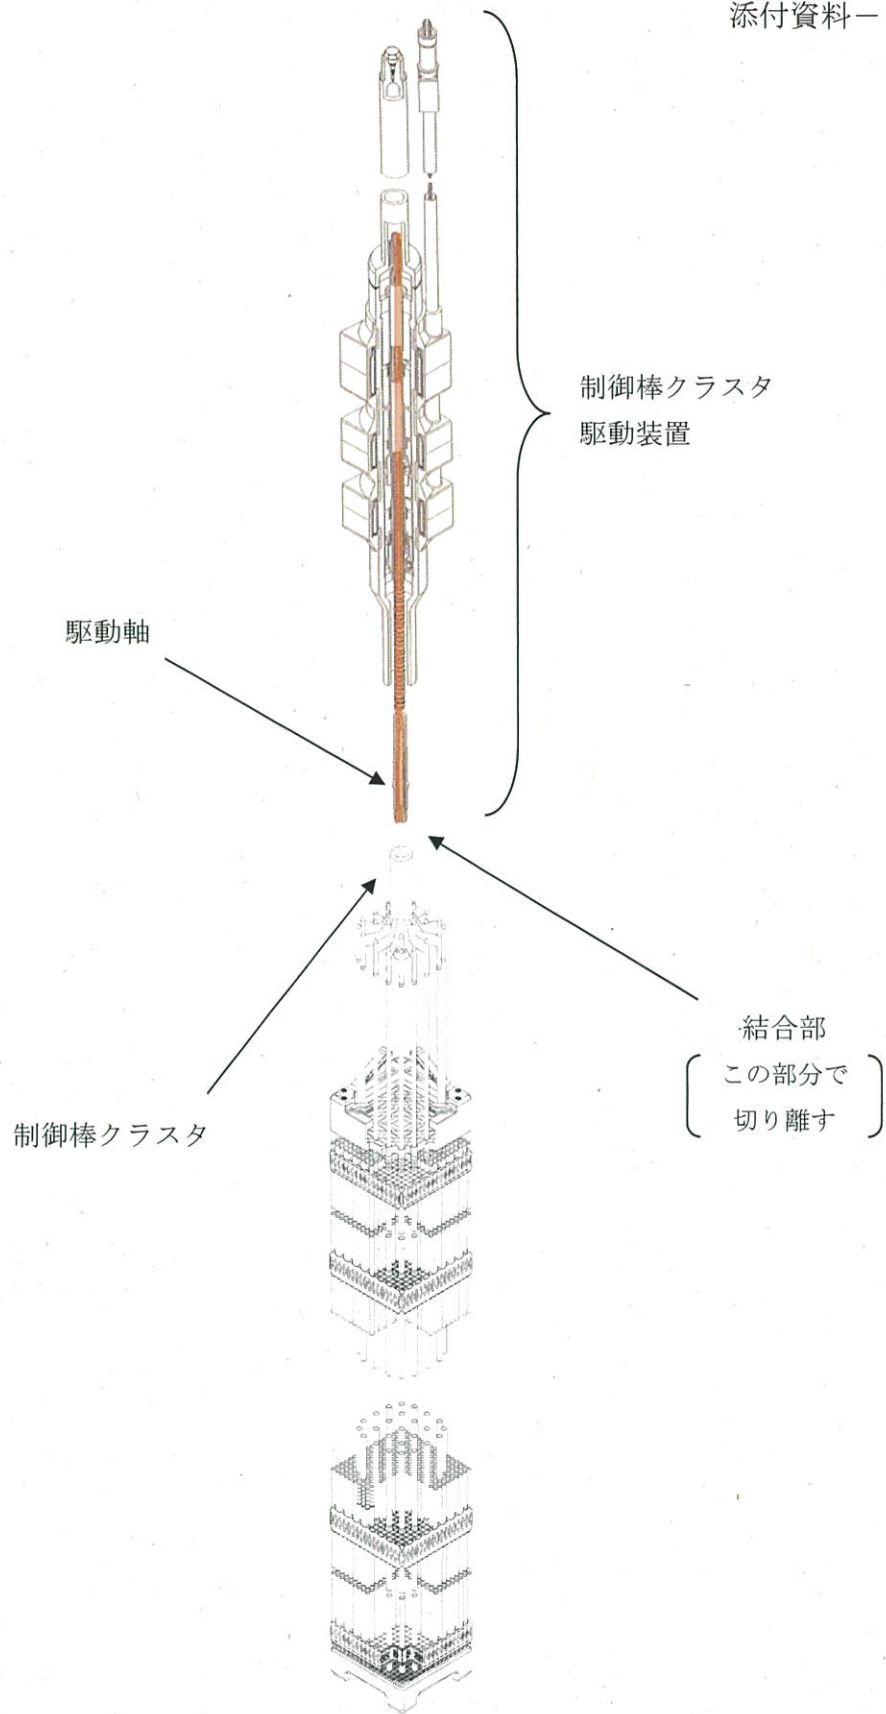 添付資料－
制御棒クラスタ
駆動装置
駆動軸
結合部
この部分で
切り離す
制御棒クラスタ